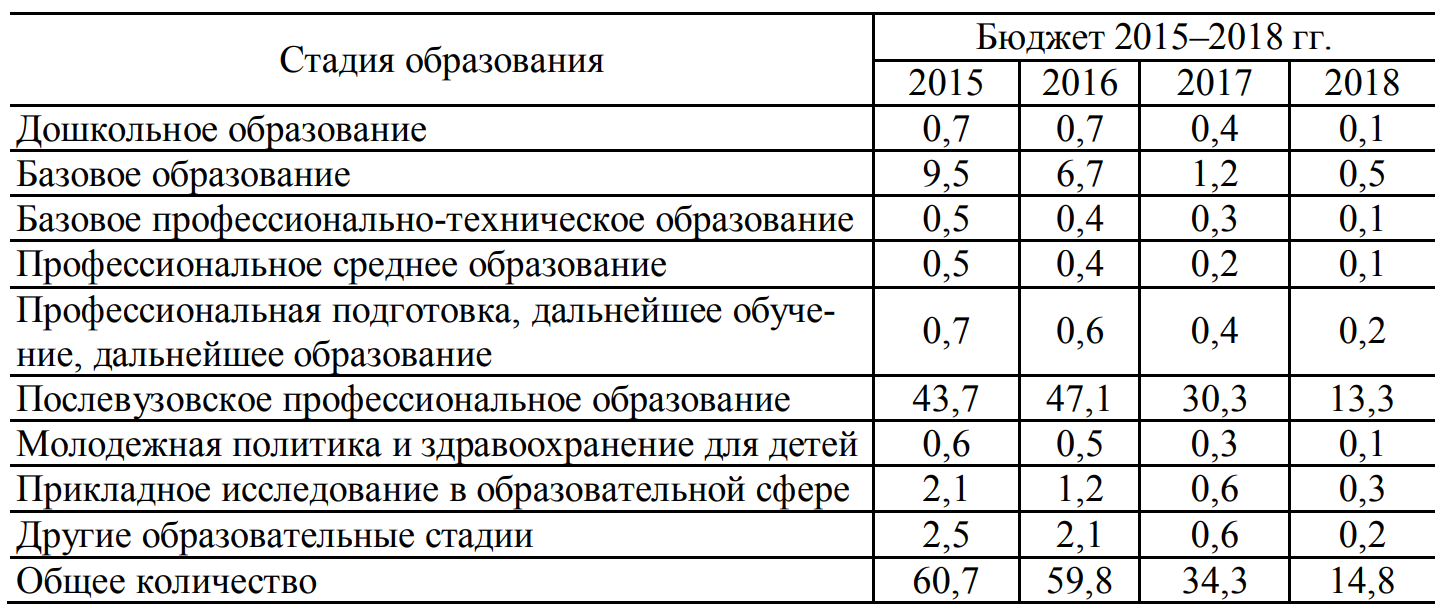 Стадия образования Бюджет 2015–2018 гг.
2015 2016 2017 2018
Дошкольное образование 0,7 0,7 0,4 0,1
Базовое образование 9,5 6,7 1,2 0,5
Базовое профессионально-техническое образование 0,5 0,4 0,3 0,1
Профессиональное среднее образование 0,5 0,4 0,2 0,1
Профессиональная подготовка, дальнейшее обуче-
ние, дальнейшее образование 0,7 0,6 0,4 0,2
Послевузовское профессиональное образование 43,7 47,1 30,3 13,3
Молодежная политика и здравоохранение для детей 0,6 0,5 0,3 0,1
Прикладное исследование в образовательной сфере 2,1 1,2 0,6 0,3
Другие образовательные стадии 2,5 2,1 0,6 0,2
Общее количество 60,7 59,8 34,3 14,8